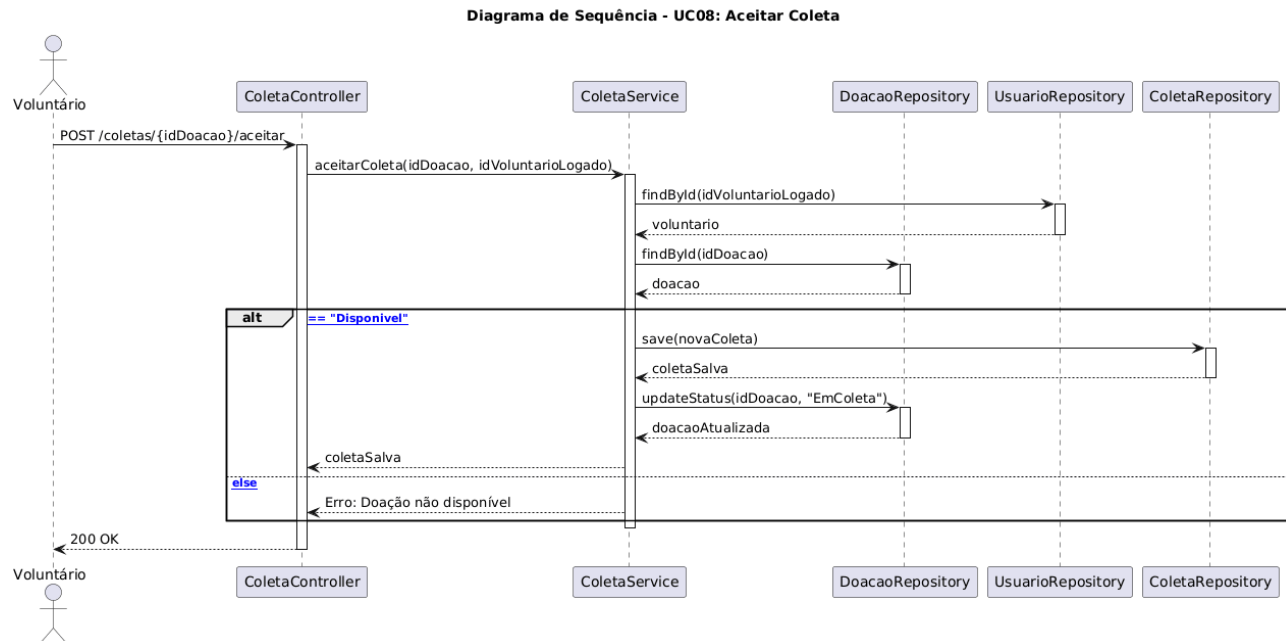 Diagrama de Sequência - UC08: Aceitar Coleta
Voluntário
ColetaController
ColetaService
DoacaoRepository
UsuarioRepository
ColetaRepository
POST /coletas/{idDoacao}/aceitar
aceitarColeta(idDoacao, idVoluntarioLogado)
findById(idVoluntarioLogado)
voluntario
findById(idDoacao)
doacao
alt
== "Disponivel"
save(novaColeta)
coletaSalva
updateStatus(idDoacao, "EmColeta")
doacaoAtualizada
coletaSalva
else
Erro: Doação não disponível
200 OK
Voluntário
ColetaController
ColetaService
DoacaoRepository
UsuarioRepository
ColetaRepository